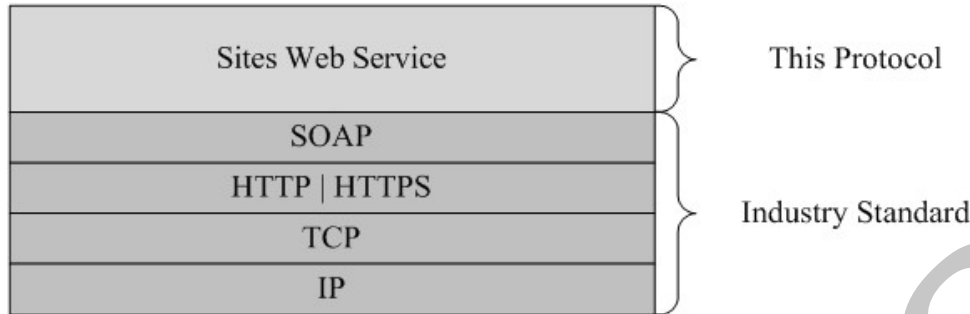 Sites Web Service
This Protocol
SOAP
HTTP | HTTPS
Industry Standard
TCP
IP